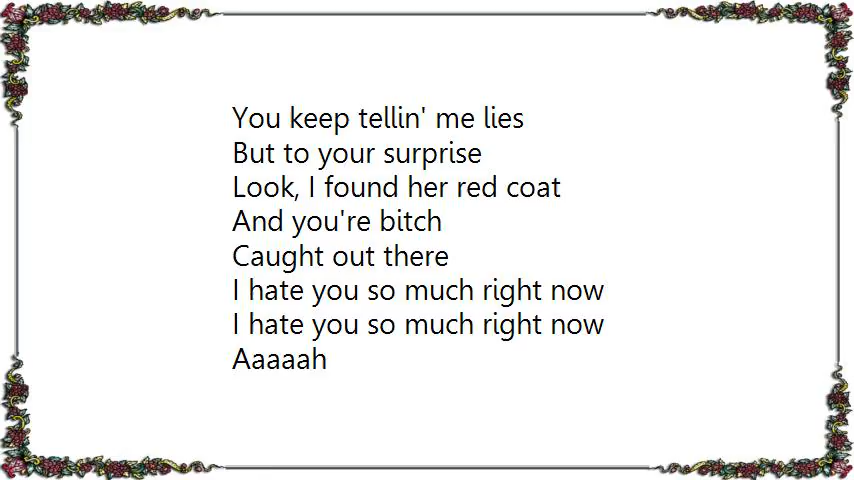 You keep tellin' me lies
But to your surprise
Look, I found her red coat
And you're bitch
Caught out there
I hate you so much right now
I hate you so much right now
Aaaaah